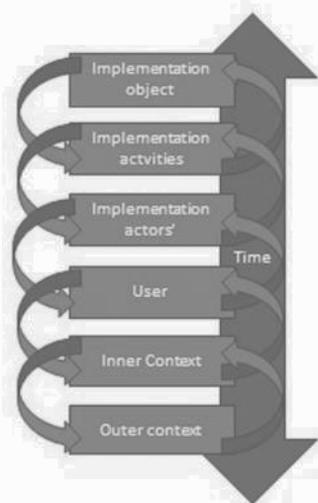 Implementation
object
Implementation
actvities
Implementation
actors'
Time
User
Inner Context
Outer context